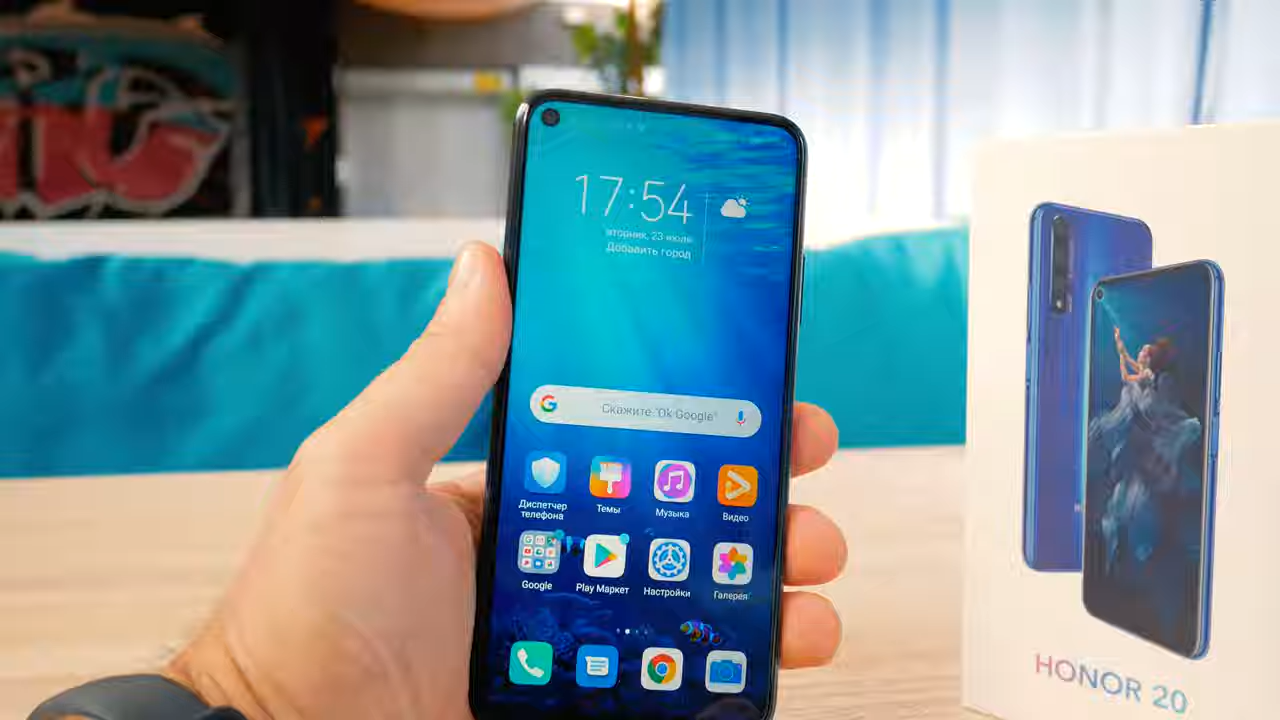 17:54
вторник, 23 июля
Добавить город
Скажите "Ok Google"
Диспетчер
телефона
Темы
Музыка
Видео
Google
Play Маркет
Настройки
Галерея
HONOR 20